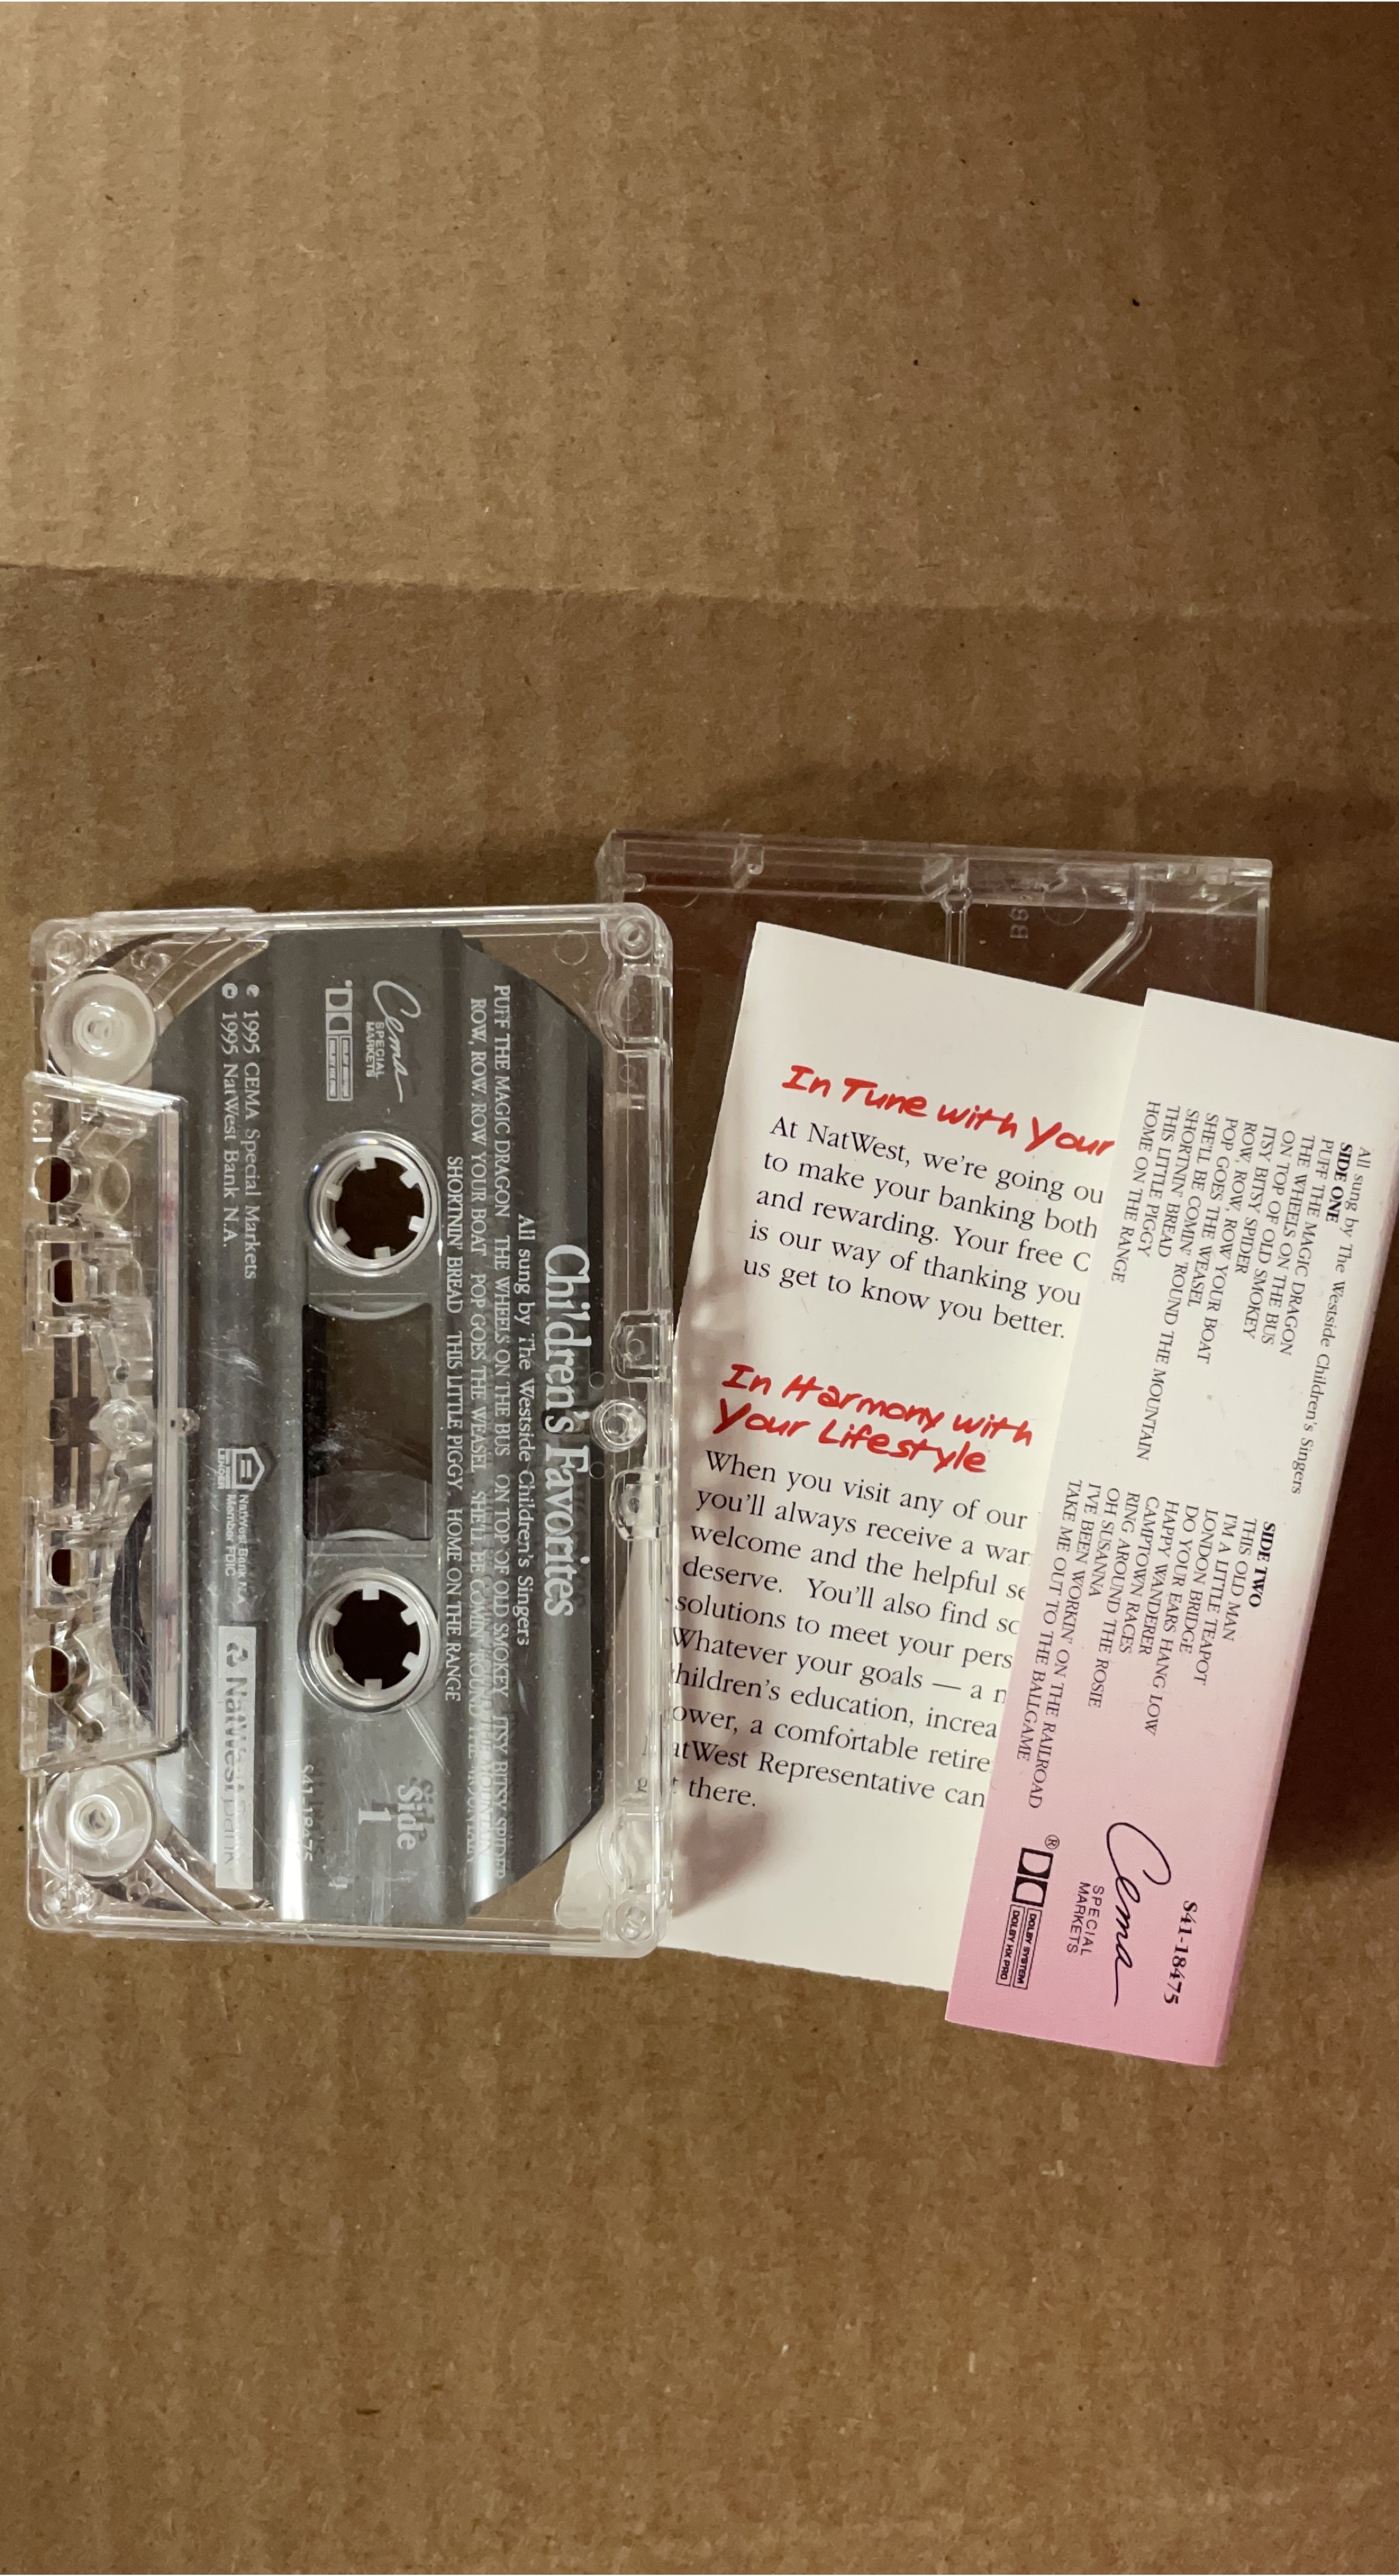 Children's Favorites
All sung by The Westside Children's Singers
PUFF THE MAGIC DRAGON THE WHEELS ON THE BUS ON TOP OF OLD SMOKEY ITSY BITSY SPIDER
ROW, ROW, ROW YOUR BOAT POP GOES THE WEASEL SHE'LL BE COMIN' 'ROUND THE MOUNTAIN
SHORTNIN' BREAD THIS LITTLE PIGGY HOME ON THE RANGE
Cema
SPECIAL
MARKETS
Side
1
S41-18475
℗ 1995 CEMA Special Markets
© 1995 NatWest Bank N.A.
NatWest Bank N.A.
Member FDIC
LENDER
NatWest Bank
In Tune with Your
At NatWest, we're going ou
to make your banking both
and rewarding. Your free C
is our way of thanking you
us get to know you better.
In Harmony with
Your Lifestyle
When you visit any of our
you'll always receive a war
welcome and the helpful se
deserve. You'll also find so
solutions to meet your pers
Whatever your goals — a n
hildren's education, increa
ower, a comfortable retire
atWest Representative can
t there.
All sung by The Westside Children's Singers
SIDE ONE
PUFF THE MAGIC DRAGON
THE WHEELS ON THE BUS
ON TOP OF OLD SMOKEY
ITSY BITSY SPIDER
ROW, ROW, ROW YOUR BOAT
POP GOES THE WEASEL
SHE'LL BE COMIN' 'ROUND THE MOUNTAIN
SHORTNIN' BREAD
THIS LITTLE PIGGY
HOME ON THE RANGE
SIDE TWO
THIS OLD MAN
I'M A LITTLE TEAPOT
LONDON BRIDGE
DO YOUR EARS HANG LOW
HAPPY WANDERER
CAMPTOWN RACES
RING AROUND THE ROSIE
OH SUSANNA
I'VE BEEN WORKIN' ON THE RAILROAD
TAKE ME OUT TO THE BALLGAME
S41-18475
Cema
SPECIAL
MARKETS
®
DOLBY SYSTEM
DOLBY HX PRO